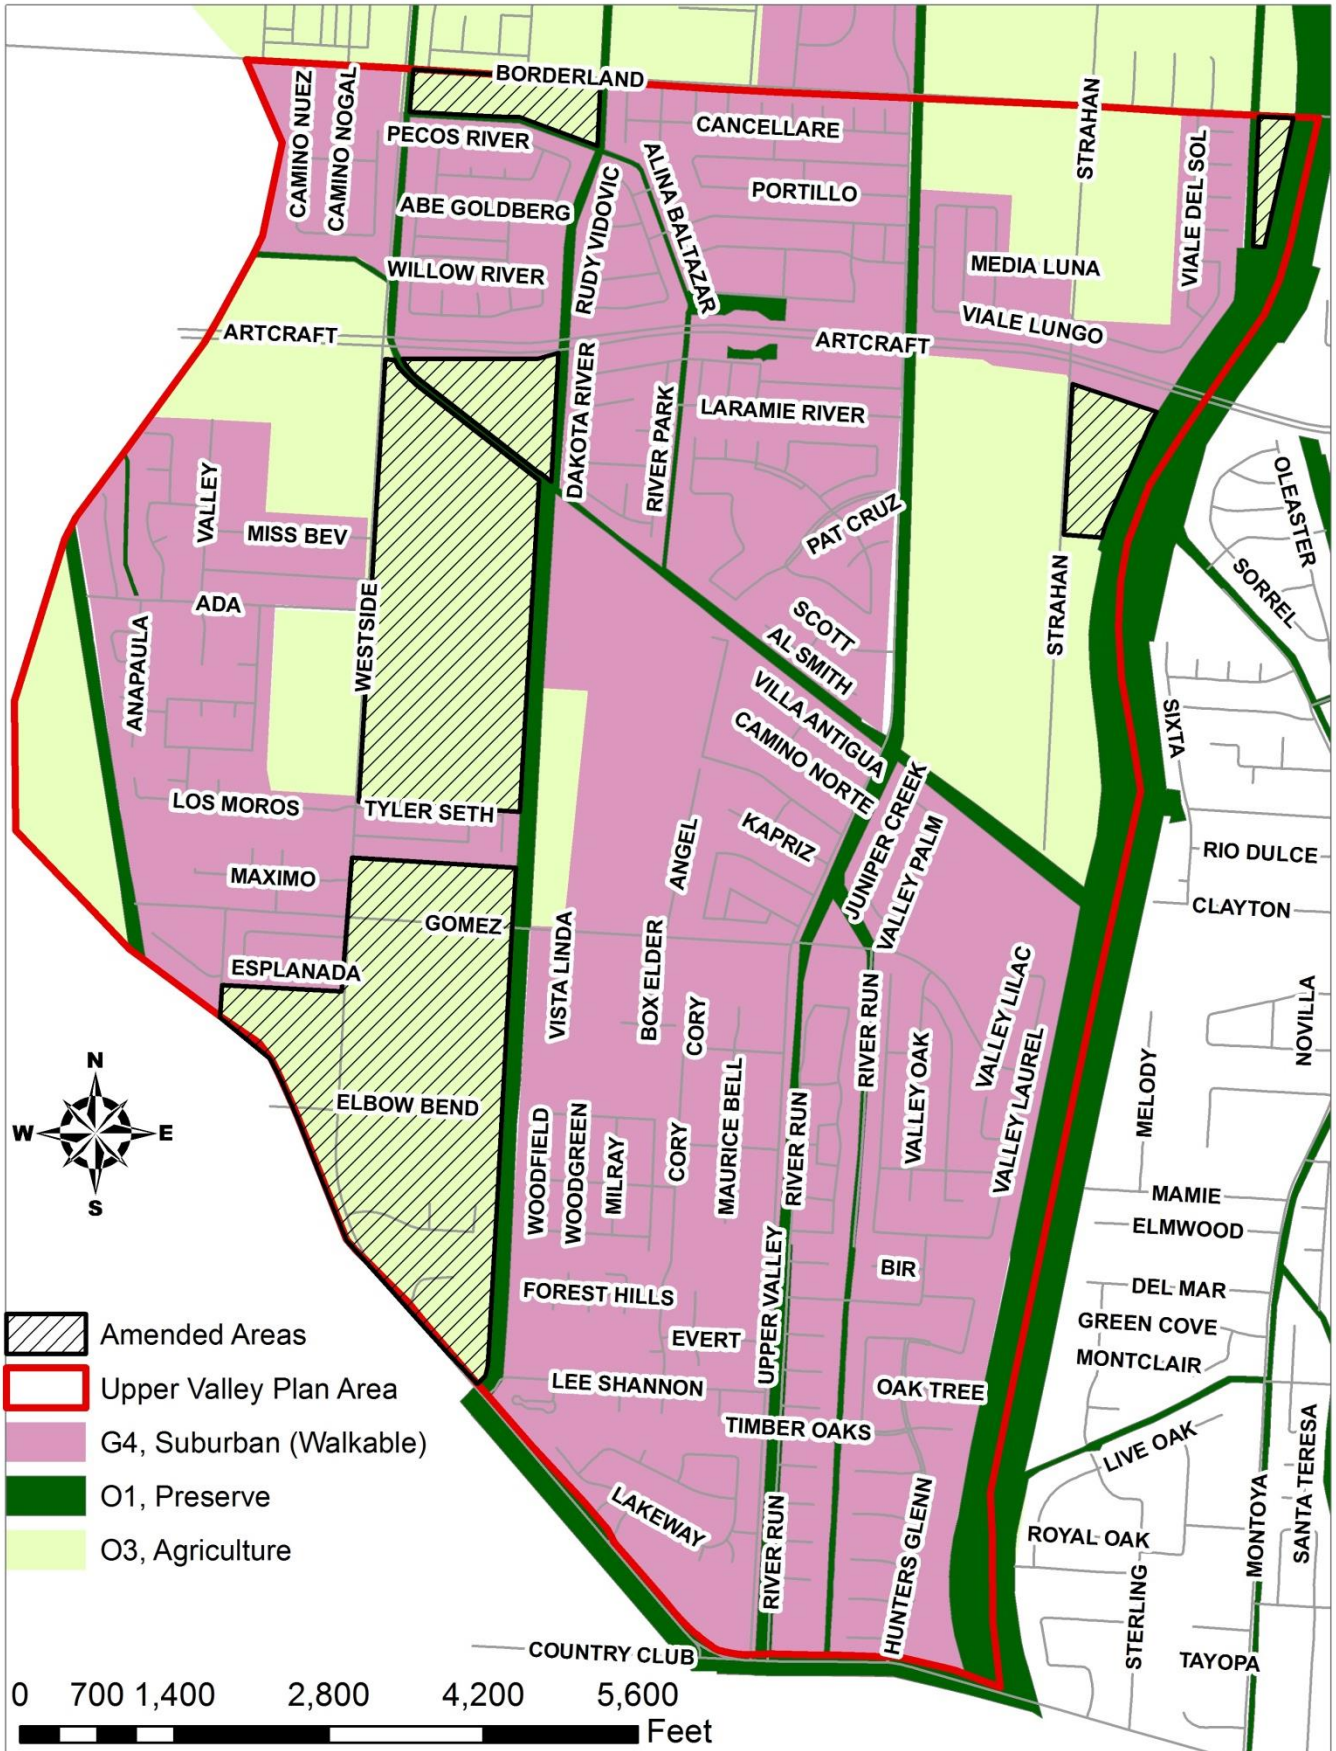 BORDERLAND
CAMINO NUEZ
CAMINO NOGAL
PECOS RIVER
CANCELLARE
STRAHAN
ALINA BALTAZAR
PORTILLO
VIALE DEL SOL
ABE GOLDBERG
RUDY VIDOVIC
WILLOW RIVER
MEDIA LUNA
VIALE LUNGO
ARTCRAFT
ARTCRAFT
DAKOTA RIVER
RIVER PARK
LARAMIE RIVER
VALLEY
MISS BEV
PAT CRUZ
OLEASTER
SORREL
ADA
WESTSIDE
STRAHAN
SCOTT
AL SMITH
ANAPAULA
VILLA ANTIGUA
CAMINO NORTE
SIXTA
LOS MOROS
TYLER SETH
KAPRIZ
JUNIPER CREEK
VALLEY PALM
ANGEL
RIO DULCE
MAXIMO
CLAYTON
GOMEZ
ESPLANADA
VISTA LINDA
BOX ELDER
CORY
RIVER RUN
VALLEY LILAC
NOVILLA
N
W
E
S
ELBOW BEND
VALLEY OAK
VALLEY LAUREL
MELODY
WOODFIELD
WOODGREEN
MILRAY
CORY
MAURICE BELL
RIVER RUN
MAMIE
ELMWOOD
BIR
FOREST HILLS
UPPER VALLEY
DEL MAR
GREEN COVE
EVERT
MONTCLAIR
LEE SHANNON
OAK TREE
TIMBER OAKS
LIVE OAK
SANTA TERESA
MONTOYA
LAKEWAY
RIVER RUN
HUNTERS GLENN
ROYAL OAK
STERLING
COUNTRY CLUB
TAYOPA
Amended Areas
Upper Valley Plan Area
G4, Suburban (Walkable)
O1, Preserve
O3, Agriculture
0 700 1,400 2,800 4,200 5,600
Feet